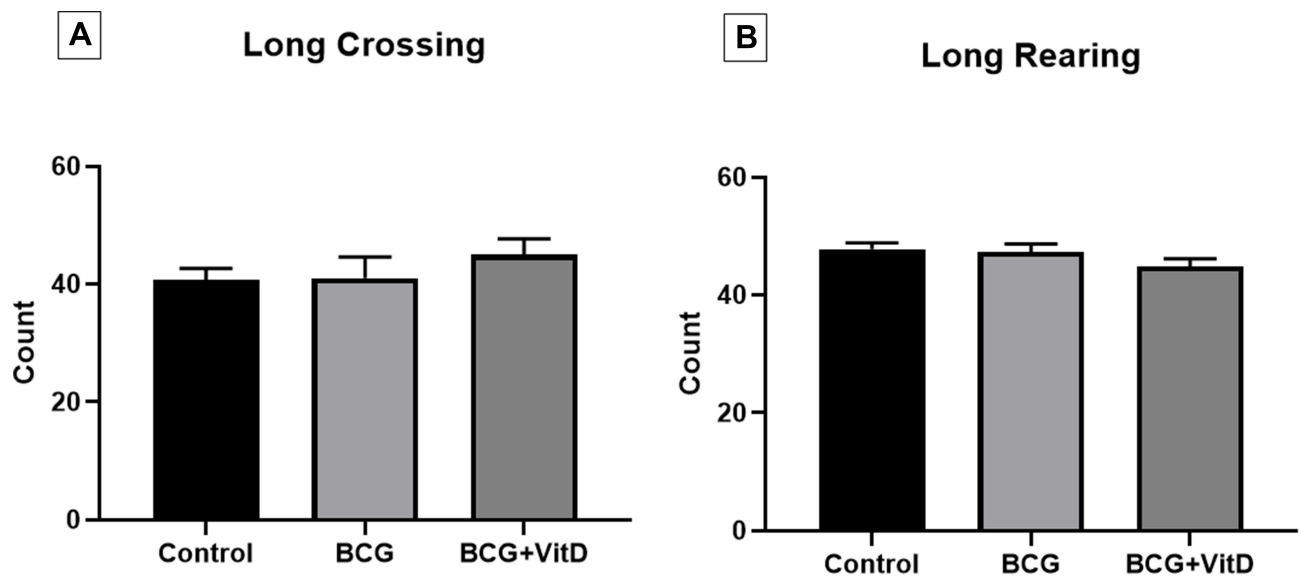 A
Long Crossing
60
40
20
0
Count
Control BCG BCG+VitD
B
Long Rearing
60
40
20
0
Count
Control BCG BCG+VitD